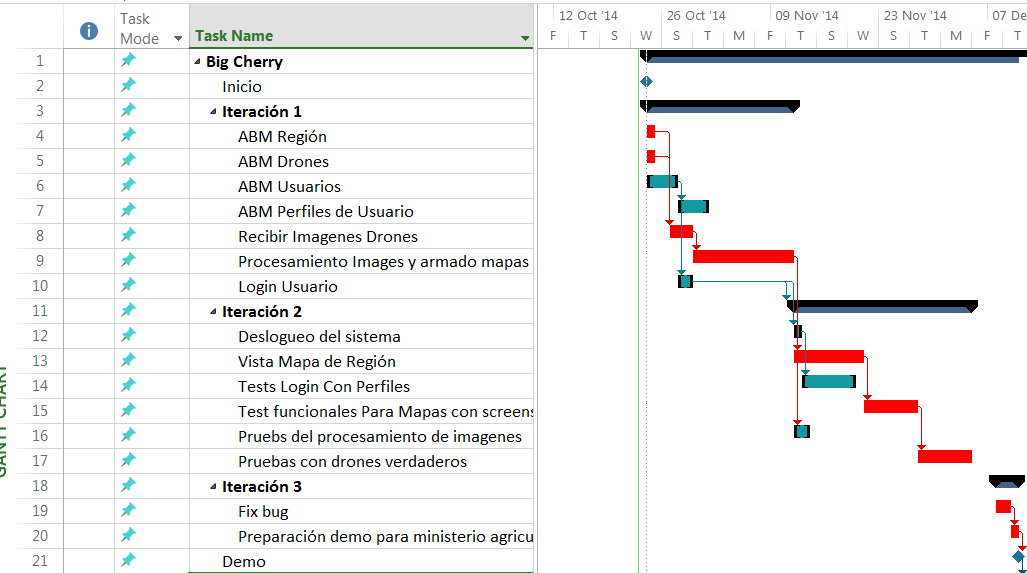 Task Mode Task Name 12 Oct '14 26 Oct '14 09 Nov '14 23 Nov '14 07 De
F T S W S T M F T S W S T M F T
1 Big Cherry
2 Inicio
3 Iteración 1
4 ABM Región
5 ABM Drones
6 ABM Usuarios
7 ABM Perfiles de Usuario
8 Recibir Imagenes Drones
9 Procesamiento Images y armado mapas
10 Login Usuario
11 Iteración 2
12 Deslogueo del sistema
13 Vista Mapa de Región
14 Tests Login Con Perfiles
15 Test funcionales Para Mapas con screens
16 Pruebs del procesamiento de imagenes
17 Pruebas con drones verdaderos
18 Iteración 3
19 Fix bug
20 Preparación demo para ministerio agricu
21 Demo
GANTT CHART